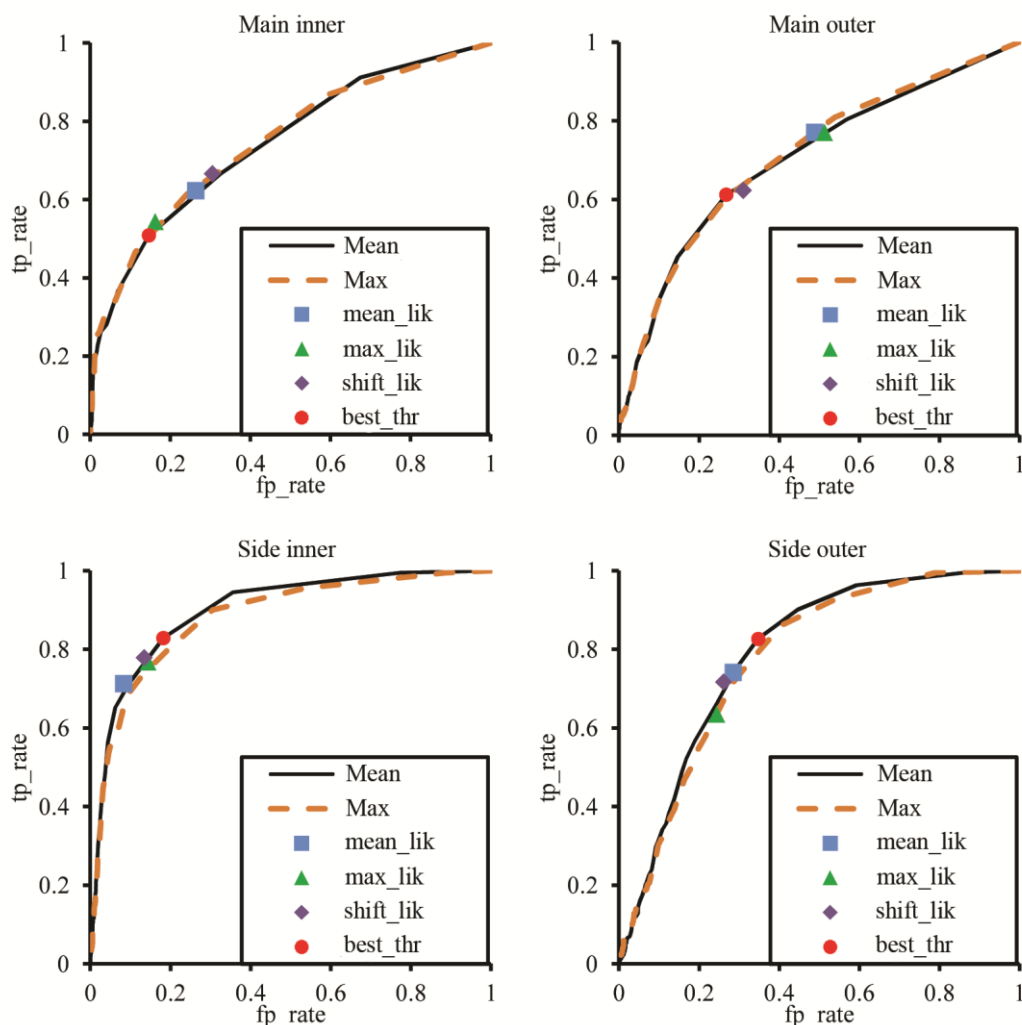 Main inner
1
0.8
0.6
0.4
0.2
0
tp_rate
Mean
Max
mean_lik
max_lik
shift_lik
best_thr
0 0.2 0.4 0.6 0.8 1
fp_rate
Main outer
1
0.8
0.6
0.4
0.2
0
tp_rate
Mean
Max
mean_lik
max_lik
shift_lik
best_thr
0 0.2 0.4 0.6 0.8 1
fp_rate
Side inner
1
0.8
0.6
0.4
0.2
0
tp_rate
Mean
Max
mean_lik
max_lik
shift_lik
best_thr
0 0.2 0.4 0.6 0.8 1
fp_rate
Side outer
1
0.8
0.6
0.4
0.2
0
tp_rate
Mean
Max
mean_lik
max_lik
shift_lik
best_thr
0 0.2 0.4 0.6 0.8 1
fp_rate